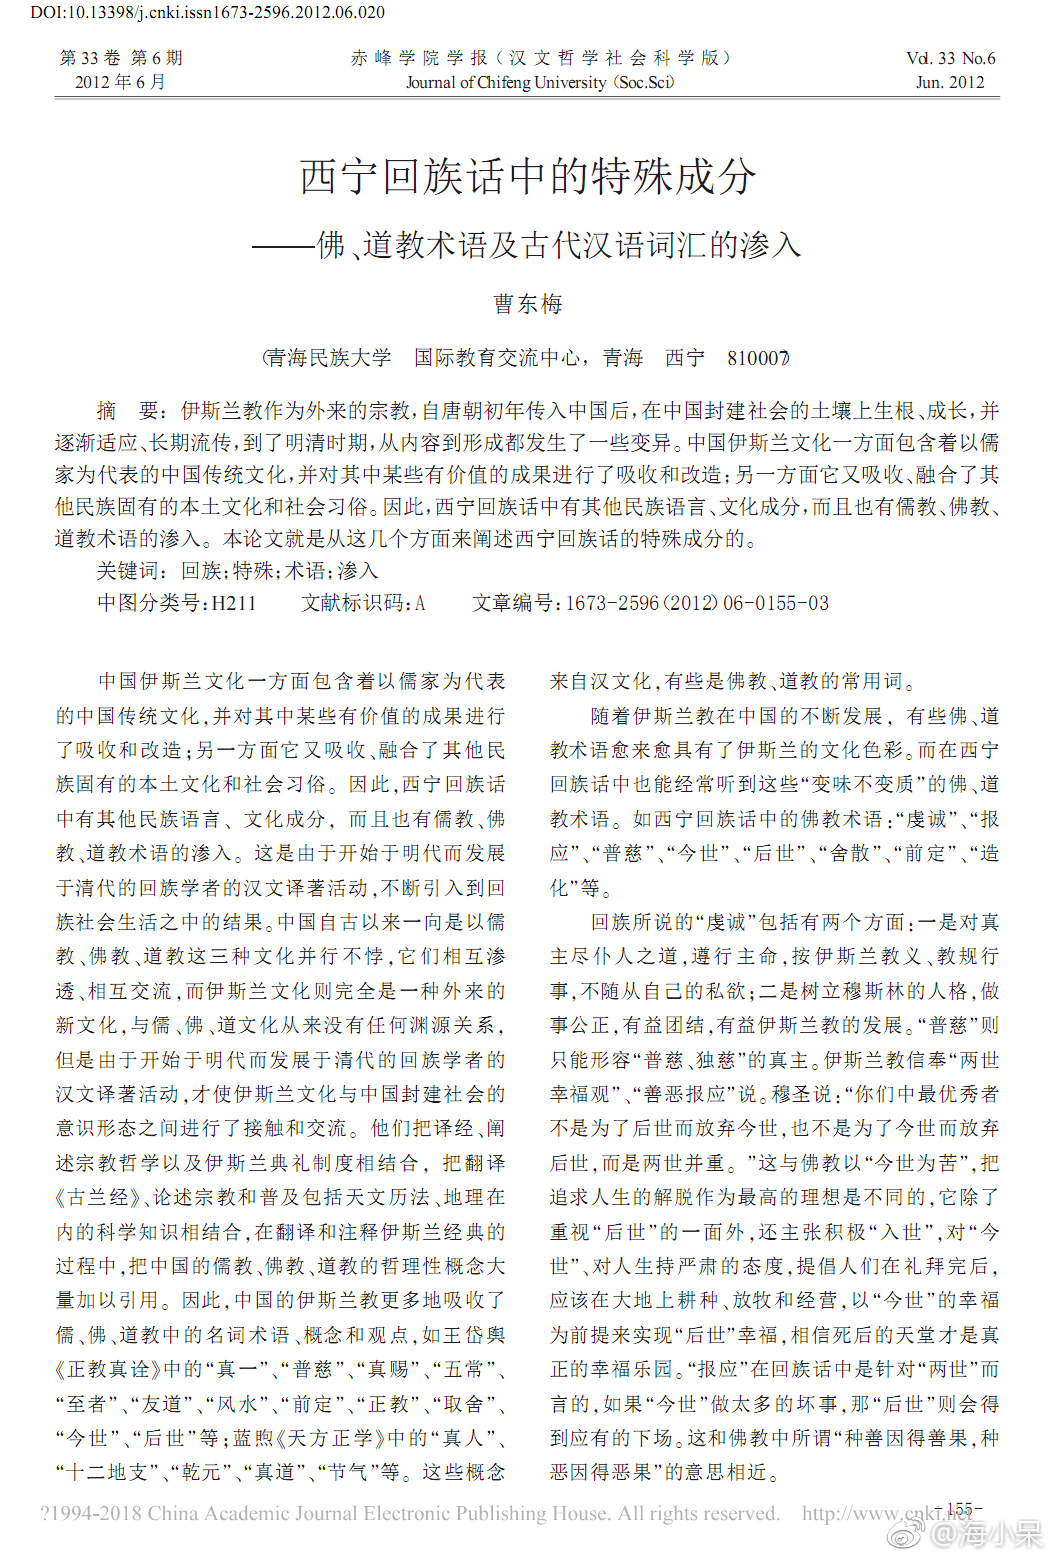 DOI:10.13398/j.cnki.issn1673-2596.2012.06.020
第33卷 第6期
2012年6月
赤峰学院学报（汉文哲学社会科学版）
Journal of Chifeng University (Soc.Sci)
Vol. 33 No.6
Jun. 2012
西宁回族话中的特殊成分
——佛、道教术语及古代汉语词汇的渗入
曹东梅
（青海民族大学 国际教育交流中心，青海 西宁 810007）
摘 要：伊斯兰教作为外来的宗教，自唐朝初年传入中国后，在中国封建社会的土壤上生根、成长，并
逐渐适应、长期流传，到了明清时期，从内容到形成都发生了一些变异。中国伊斯兰文化一方面包含着以儒
家为代表的中国传统文化，并对其中某些有价值的成果进行了吸收和改造；另一方面它又吸收、融合了其
他民族固有的本土文化和社会习俗。因此，西宁回族话中有其他民族语言、文化成分，而且也有儒教、佛教、
道教术语的渗入。本论文就是从这几个方面来阐述西宁回族话的特殊成分的。
关键词：回族；特殊；术语；渗入
中图分类号：H211 文献标识码：A 文章编号：1673-2596（2012）06-0155-03
中国伊斯兰文化一方面包含着以儒家为代表
的中国传统文化，并对其中某些有价值的成果进行
了吸收和改造；另一方面它又吸收、融合了其他民
族固有的本土文化和社会习俗。因此，西宁回族话
中有其他民族语言、文化成分，而且也有儒教、佛
教、道教术语的渗入。这是由于开始于明代而发展
于清代的回族学者的汉文译著活动，不断引入到回
族社会生活之中的结果。中国自古以来一向是以儒
教、佛教、道教这三种文化并行不悖，它们相互渗
透、相互交流，而伊斯兰文化则完全是一种外来的
新文化，与儒、佛、道文化从来没有任何渊源关系，
但是由于开始于明代而发展于清代的回族学者的
汉文译著活动，才使伊斯兰文化与中国封建社会的
意识形态之间进行了接触和交流。他们把译经、阐
述宗教哲学以及伊斯兰典礼制度相结合，把翻译
《古兰经》、论述宗教和普及包括天文历法、地理在
内的科学知识相结合，在翻译和注释伊斯兰经典的
过程中，把中国的儒教、佛教、道教的哲理性概念大
量加以引用。因此，中国的伊斯兰教更多地吸收了
儒、佛、道教中的名词术语、概念和观点，如王岱舆
《正教真诠》中的“真一”、“普慈”、“真赐”、“五常”、
“至者”、“友道”、“风水”、“前定”、“正教”、“取舍”、
“今世”、“后世”等；蓝煦《天方正学》中的“真人”、
“十二地支”、“乾元”、“真道”、“节气”等。这些概念
来自汉文化，有些是佛教、道教的常用词。
随着伊斯兰教在中国的不断发展，有些佛、道
教术语愈来愈具有了伊斯兰的文化色彩。而在西宁
回族话中也能经常听到这些“变味不变质”的佛、道
教术语。如西宁回族话中的佛教术语：“虔诚”、“报
应”、“普慈”、“今世”、“后世”、“舍散”、“前定”、“造
化”等。
回族所说的“虔诚”包括有两个方面：一是对真
主尽仆人之道，遵行主命，按伊斯兰教义、教规行
事，不随从自己的私欲；二是树立穆斯林的人格，做
事公正，有益团结，有益伊斯兰教的发展。“普慈”则
只能形容“普慈、独慈”的真主。伊斯兰教信奉“两世
幸福观”、“善恶报应”说。穆圣说：“你们中最优秀者
不是为了后世而放弃今世，也不是为了今世而放弃
后世，而是两世并重。”这与佛教以“今世为苦”，把
追求人生的解脱作为最高的理想是不同的，它除了
重视“后世”的一面外，还主张积极“入世”，对“今
世”、对人生持严肃的态度，提倡人们在礼拜完后，
应该在大地上耕种、放牧和经营，以“今世”的幸福
为前提来实现“后世”幸福，相信死后的天堂才是真
正的幸福乐园。“报应”在回族话中是针对“两世”而
言的，如果“今世”做太多的坏事，那“后世”则会得
到应有的下场。这和佛教中所谓“种善因得善果，种
恶因得恶果”的意思相近。
?1994-2018 China Academic Journal Electronic Publishing House. All rights reserved. http://www.cnki.net
-155-
@海小呆